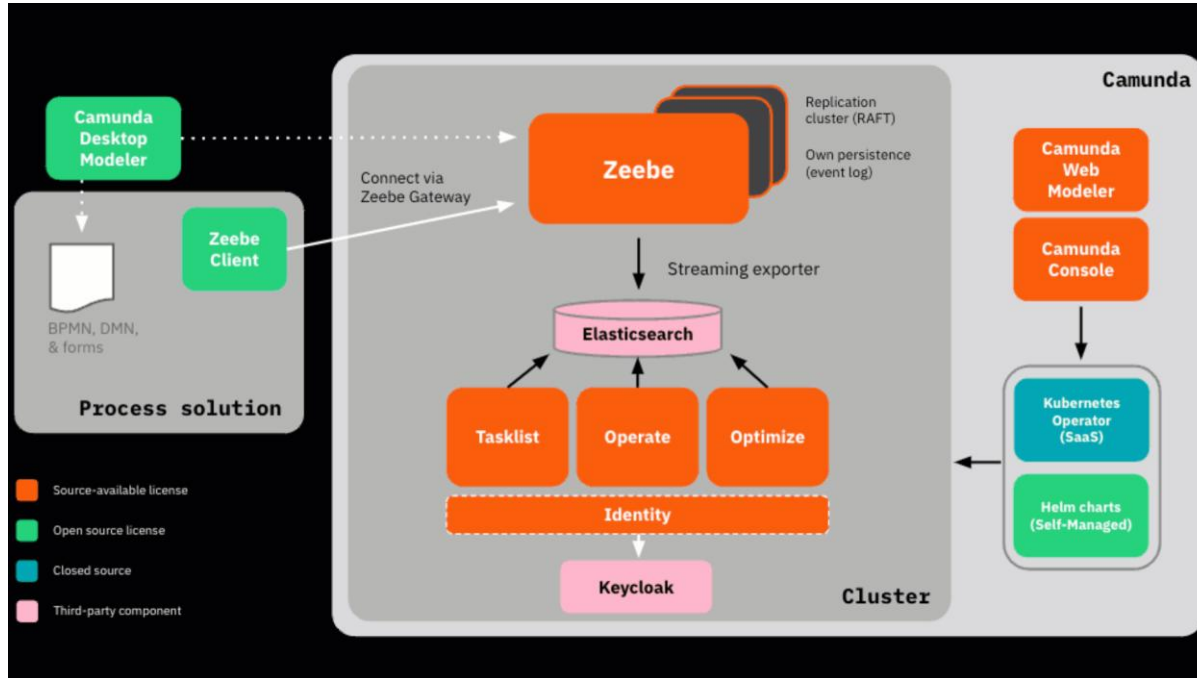 Camunda
Camunda
Desktop
Modeler
Zeebe
Replication
cluster (RAFT)
Own persistence
(event log)
Connect via
Zeebe Gateway
Zeebe
Client
BPMN, DMN,
& forms
Process solution
Streaming exporter
Elasticsearch
Tasklist
Operate
Optimize
Identity
Keycloak
Cluster
Camunda
Web
Modeler
Camunda
Console
Kubernetes
Operator
(SaaS)
Helm charts
(Self-Managed)
Source-available license
Open source license
Closed source
Third-party component